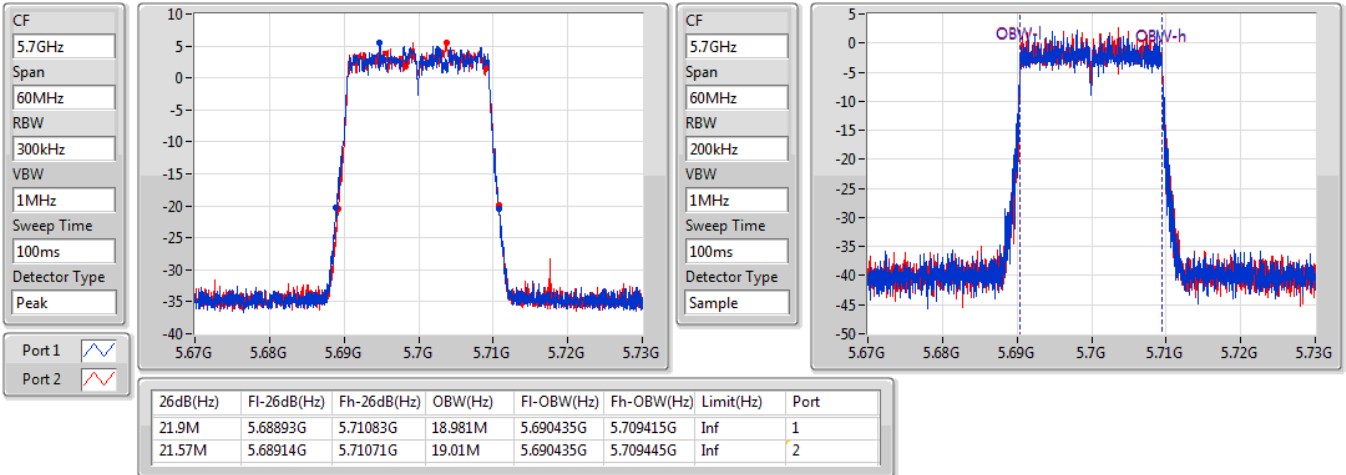 CF
5.7GHz
Span
60MHz
RBW
300kHz
VBW
1MHz
Sweep Time
100ms
Detector Type
Peak
Port 1
Port 2
10
5
0
-5
-10
-15
-20
-25
-30
-35
-40
5.67G 5.68G 5.69G 5.7G 5.71G 5.72G 5.73G
CF
5.7GHz
Span
60MHz
RBW
200kHz
VBW
1MHz
Sweep Time
100ms
Detector Type
Sample
OBW-l OBW-h
5
0
-5
-10
-15
-20
-25
-30
-35
-40
-45
-50
5.67G 5.68G 5.69G 5.7G 5.71G 5.72G 5.73G
26dB(Hz) Fl-26dB(Hz) Fh-26dB(Hz) OBW(Hz) Fl-OBW(Hz) Fh-OBW(Hz) Limit(Hz) Port
21.9M 5.68893G 5.71083G 18.981M 5.690435G 5.709415G Inf 1
21.57M 5.68914G 5.71071G 19.01M 5.690435G 5.709445G Inf 2